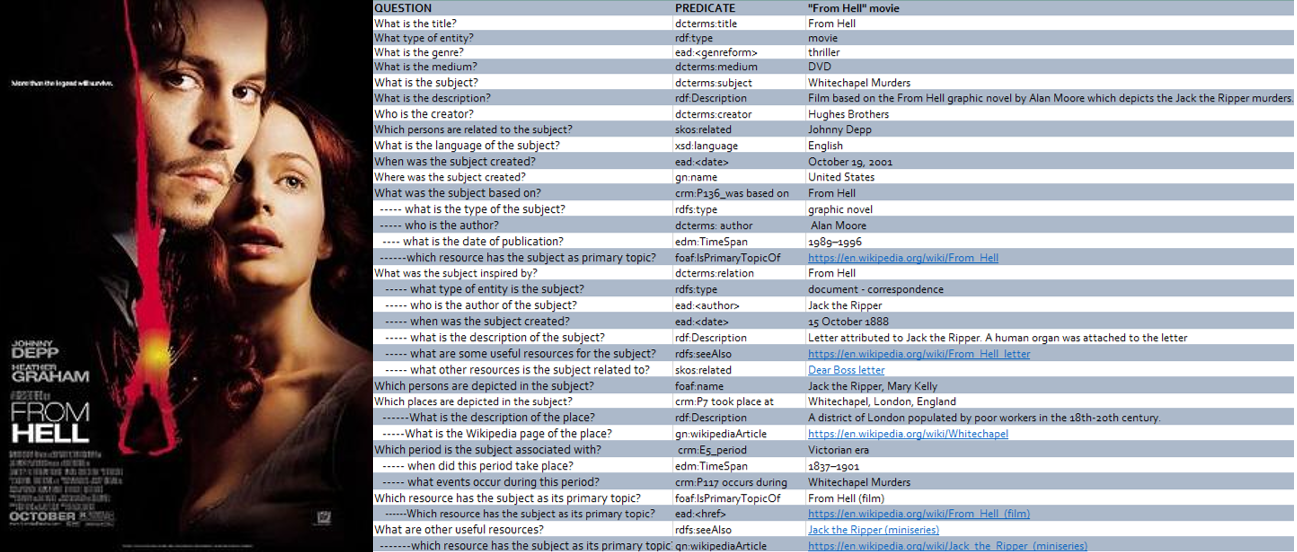 More than the legend will survive.
JOHNNY
DEPP
HEATHER
GRAHAM
FROM
HELL
OCTOBER
QUESTION PREDICATE "From Hell" movie
What is the title? dcterms:title From Hell
What type of entity? rdf:type movie
What is the genre? ead:<genreform> thriller
What is the medium? dcterms:medium DVD
What is the subject? dcterms:subject Whitechapel Murders
What is the description? rdf:Description Film based on the From Hell graphic novel by Alan Moore which depicts the Jack the Ripper murders.
Who is the creator? dcterms:creator Hughes Brothers
Which persons are related to the subject? skos:related Johnny Depp
What is the language of the subject? xsd:language English
When was the subject created? ead:<date> October 19, 2001
Where was the subject created? gn:name United States
What was the subject based on? crm:P136_was based on From Hell
----- what is the type of the subject? rdfs:type graphic novel
----- who is the author? dcterms: author Alan Moore
---- what is the date of publication? edm:TimeSpan 1989–1996
------which resource has the subject as primary topic? foaf:IsPrimaryTopicOf https://en.wikipedia.org/wiki/From_Hell
What was the subject inspired by? dcterms:relation From Hell
----- what type of entity is the subject? rdfs:type document - correspondence
----- who is the author of the subject? ead:<author> Jack the Ripper
----- when was the subject created? ead:<date> 15 October 1888
----- what is the description of the subject? rdf:Description Letter attributed to Jack the Ripper. A human organ was attached to the letter
----- what are some useful resources for the subject? rdfs:seeAlso https://en.wikipedia.org/wiki/From_Hell_letter
----- what other resources is the subject related to? skos:related Dear Boss letter
Which persons are depicted in the subject? foaf:name Jack the Ripper, Mary Kelly
Which places are depicted in the subject? crm:P7 took place at Whitechapel, London, England
------What is the description of the place? rdf:Description A district of London populated by poor workers in the 18th-20th century.
-----What is the Wikipedia page of the place? gn:wikipediaArticle https://en.wikipedia.org/wiki/Whitechapel
Which period is the subject associated with? crm:E5_period Victorian era
----- when did this period take place? edm:TimeSpan 1837–1901
----- what events occur during this period? crm:P117 occurs during Whitechapel Murders
Which resource has the subject as its primary topic? foaf:IsPrimaryTopicOf From Hell (film)
------Which resource has the subject as its primary topic? ead:<href> https://en.wikipedia.org/wiki/From_Hell_(film)
What are other useful resources? rdfs:seeAlso Jack the Ripper (miniseries)
-------which resource has the subject as its primary topic gn:wikipediaArticle https://en.wikipedia.org/wiki/Jack_the_Ripper_(miniseries)